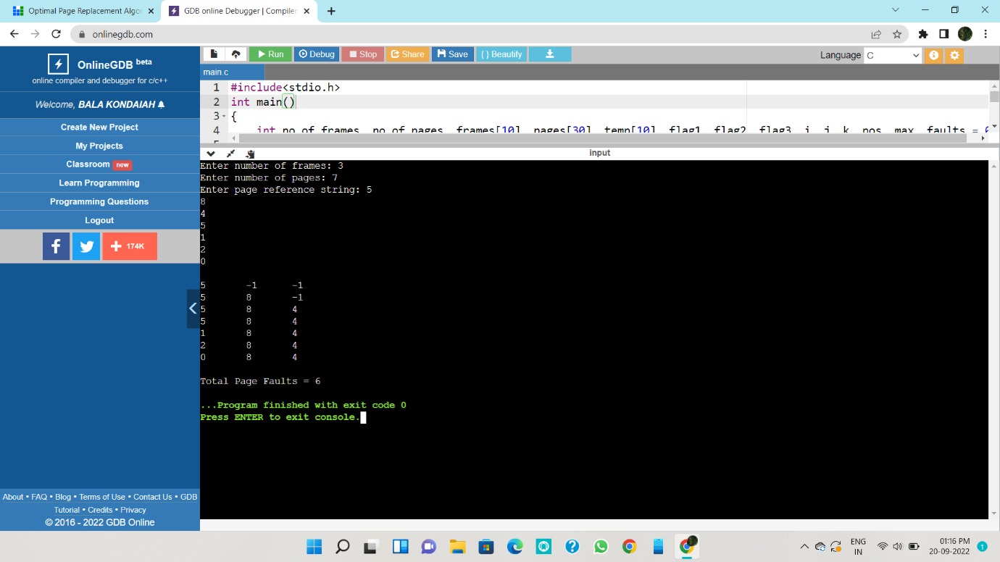 Optimal Page Replacement Algo
GDB online Debugger | Compiler
onlinegdb.com
OnlineGDB beta
online compiler and debugger for c/c++
Welcome, BALA KONDAIAH
Create New Project
My Projects
Classroom new
Learn Programming
Programming Questions
Logout
174K
About • FAQ • Blog • Terms of Use • Contact Us • GDB
Tutorial • Credits • Privacy
© 2016 - 2022 GDB Online
Run Debug Stop Share Save {} Beautify
Language C
main.c
1 #include<stdio.h>
2 int main()
3 {
4 int no_of_frames, no_of_pages, frames[10], pages[30], temp[10], flag1, flag2, flag3, i, j, k, pos, max, faults = 0
input
Enter number of frames: 3
Enter number of pages: 7
Enter page reference string: 5
8
4
5
1
2
0
5 -1 -1
5 8 -1
5 8 4
5 8 4
1 8 4
2 8 4
0 8 4
Total Page Faults = 6
...Program finished with exit code 0
Press ENTER to exit console.
ENG
IN
01:16 PM
20-09-2022
1